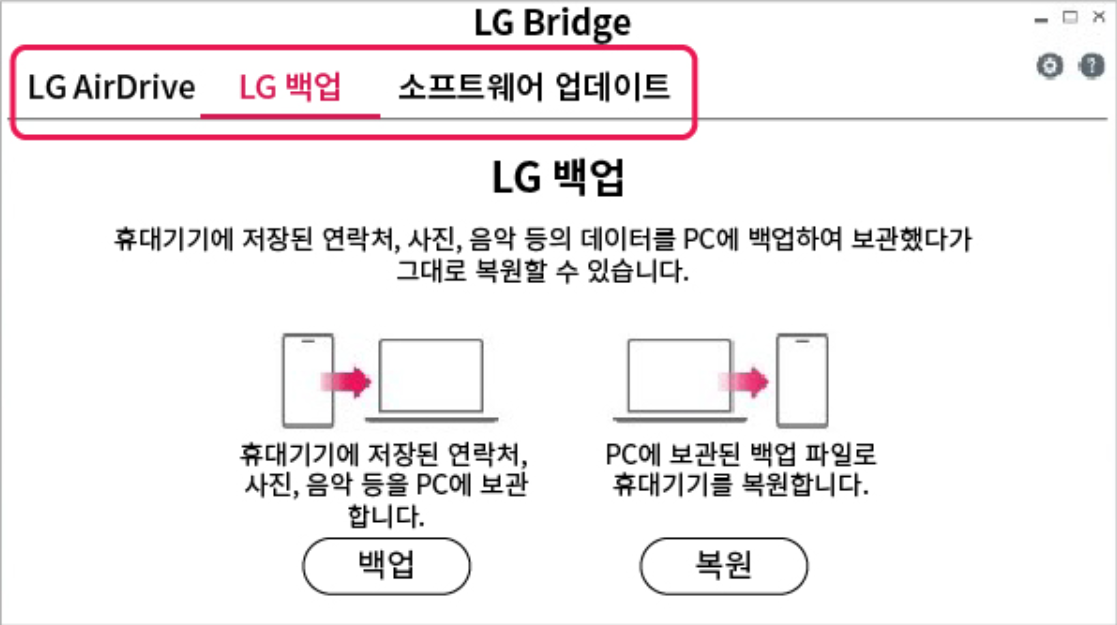 LG Bridge
LG AirDrive
LG 백업
소프트웨어 업데이트
LG 백업
휴대기기에 저장된 연락처, 사진, 음악 등의 데이터를 PC에 백업하여 보관했다가
그대로 복원할 수 있습니다.
휴대기기에 저장된 연락처,
사진, 음악 등을 PC에 보관
합니다.
백업
PC에 보관된 백업 파일로
휴대기기를 복원합니다.
복원